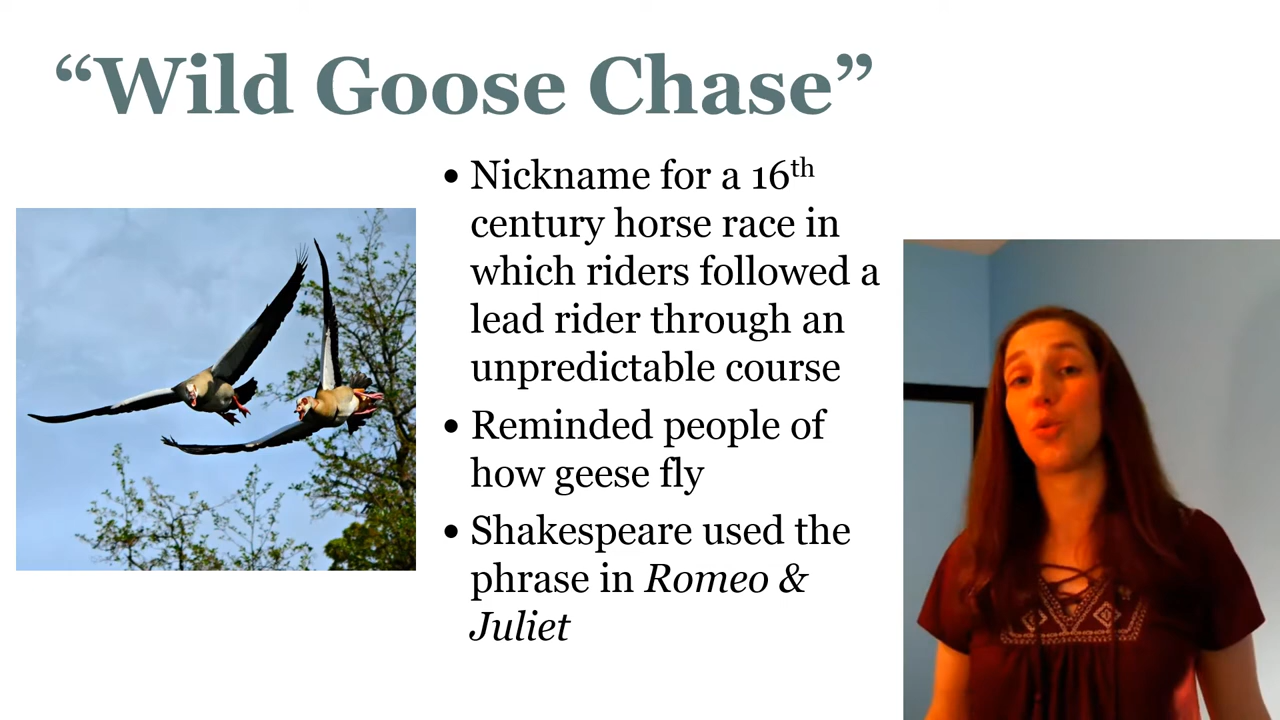 “Wild Goose Chase”
• Nickname for a 16th
century horse race in
which riders followed a
lead rider through an
unpredictable course
• Reminded people of
how geese fly
• Shakespeare used the
phrase in Romeo &
Juliet